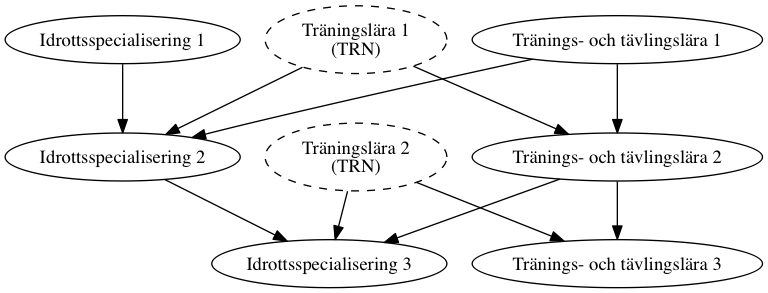 Idrottsspecialisering 1
Träningslära 1
(TRN)
Tränings- och tävlingslära 1
Idrottsspecialisering 2
Träningslära 2
(TRN)
Tränings- och tävlingslära 2
Idrottsspecialisering 3
Tränings- och tävlingslära 3